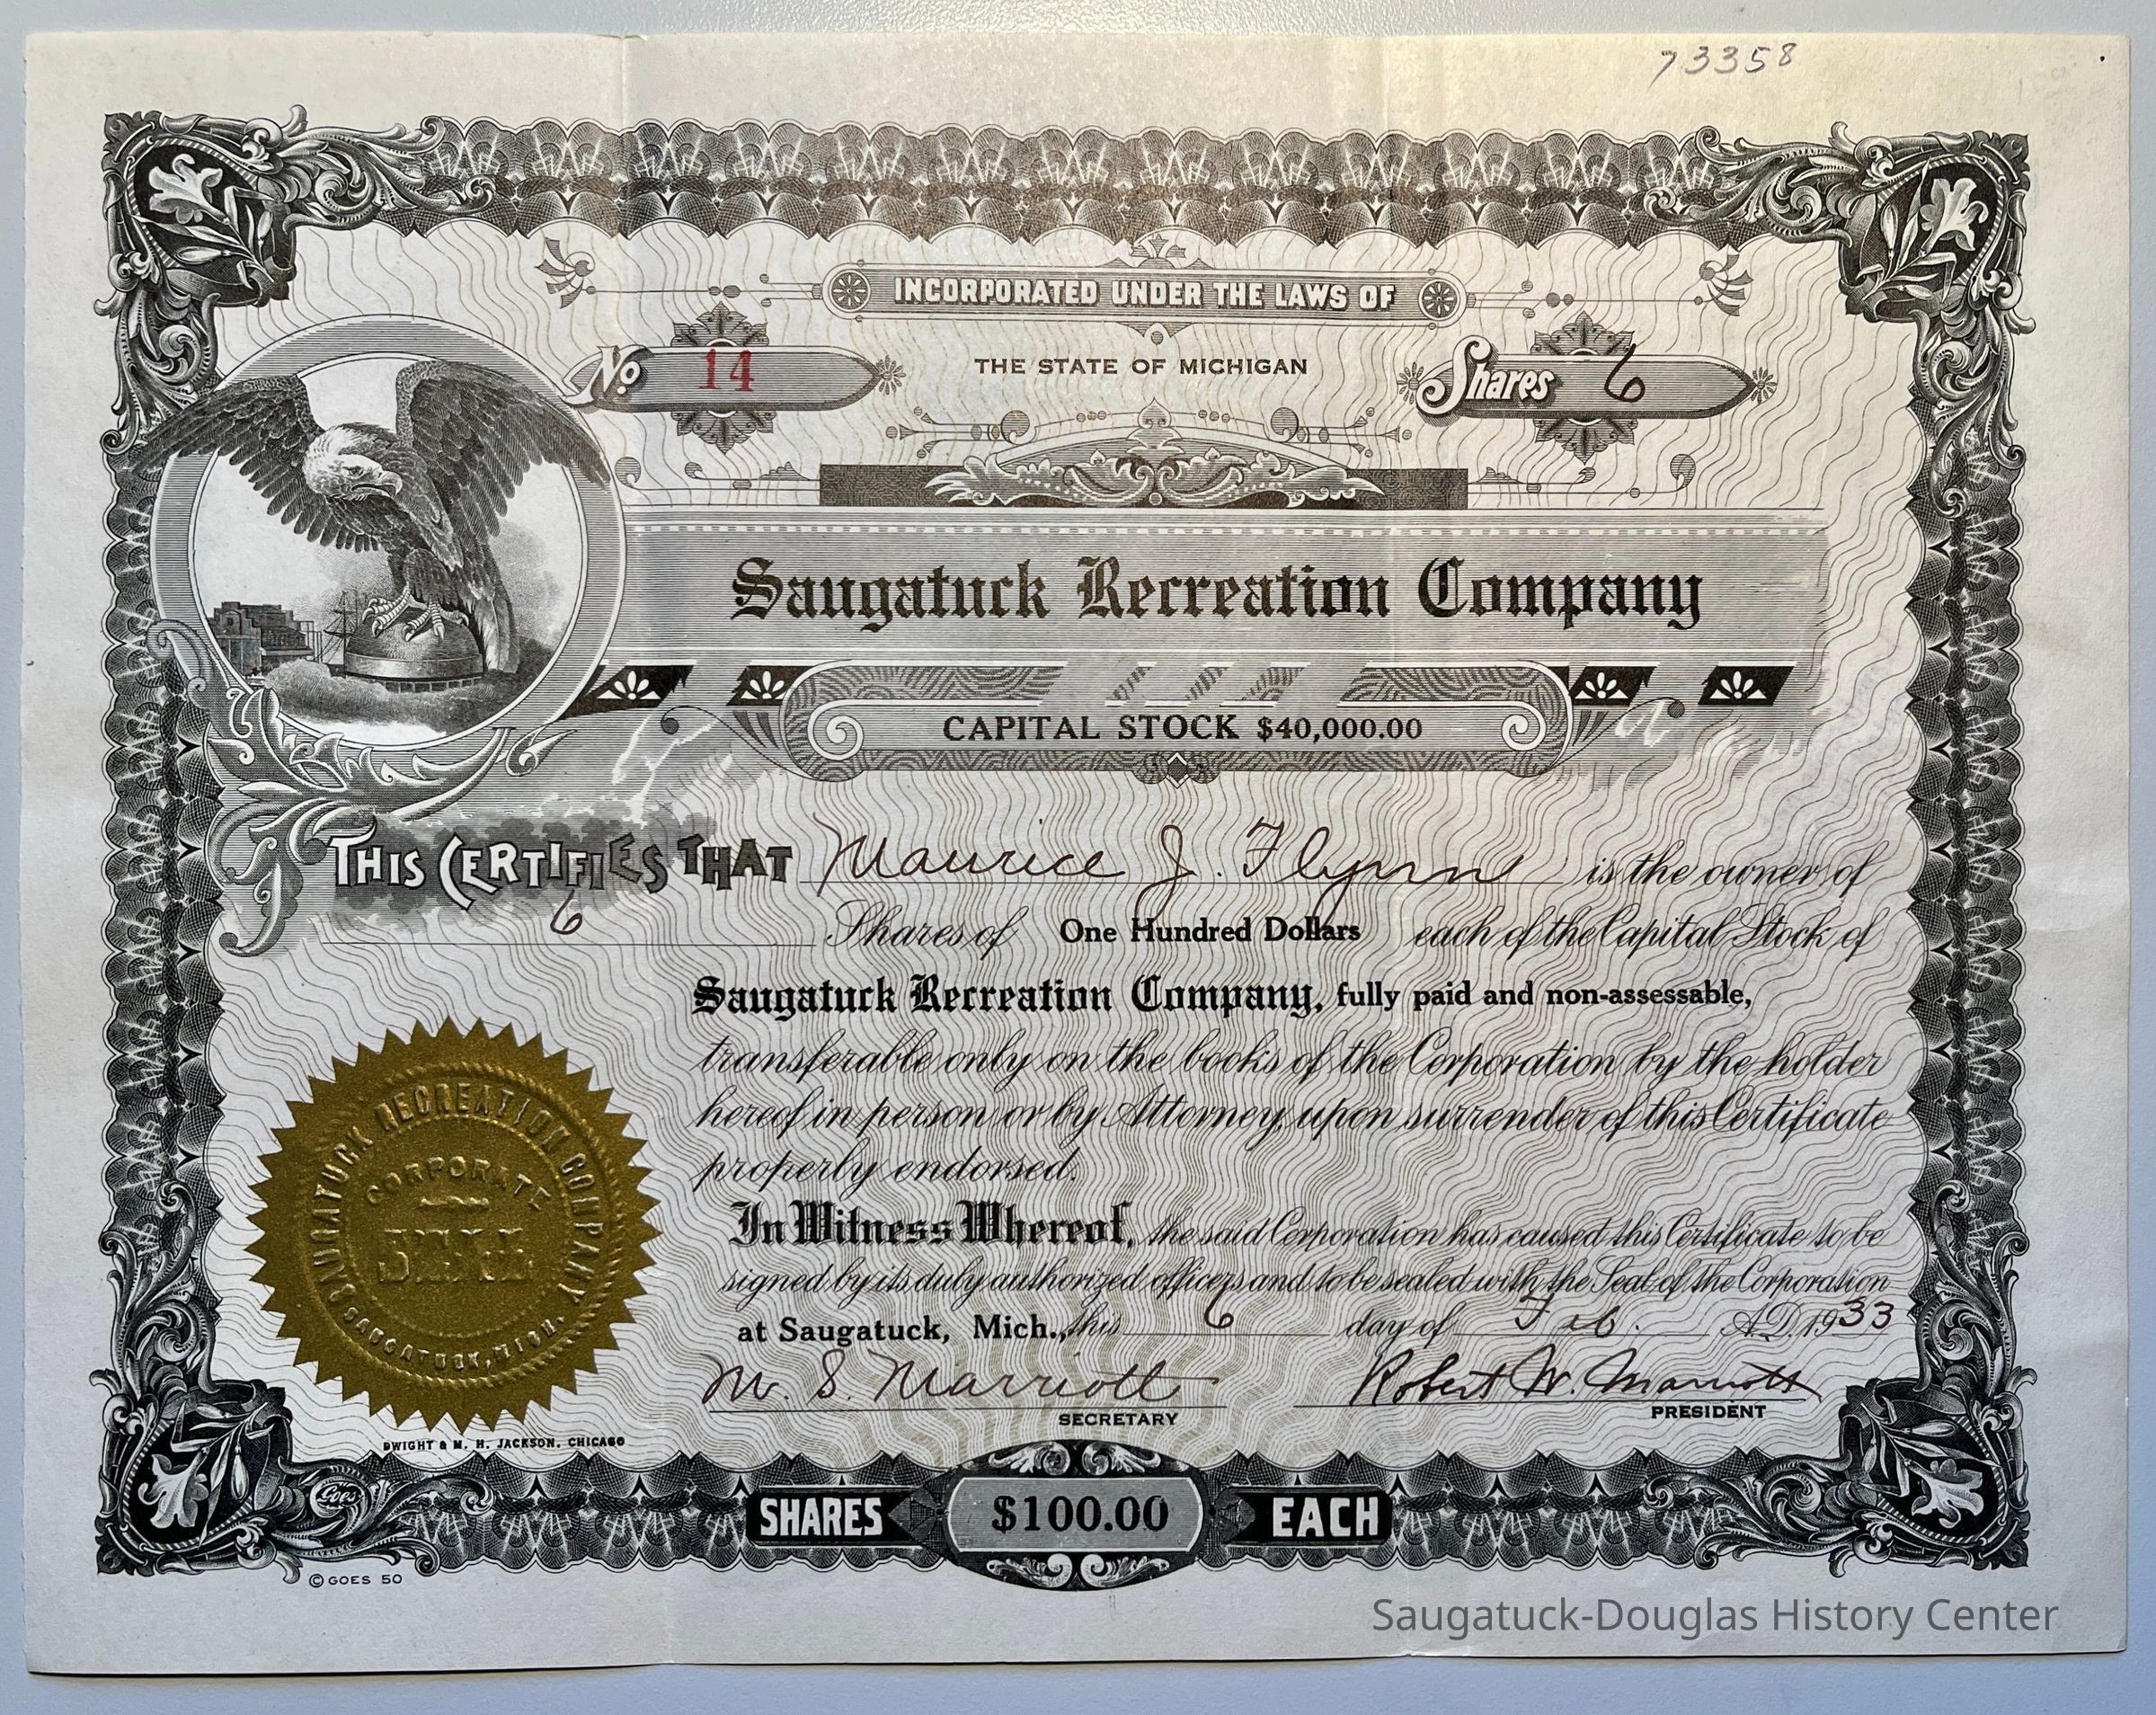 73358
INCORPORATED UNDER THE LAWS OF
No 14
THE STATE OF MICHIGAN
Shares 6
Saugatuck Recreation Company
CAPITAL STOCK $40,000.00
THIS CERTIFIES THAT Maurice J. Flynn is the owner of
6 Shares of One Hundred Dollars each of the Capital Stock of
Saugatuck Recreation Company, fully paid and non-assessable,
transferable only on the books of the Corporation by the holder
hereof in person or by Attorney, upon surrender of this Certificate
properly endorsed.
In Witness Whereof, the said Corporation has caused this Certificate to be
signed by its duly authorized officers and to be sealed with the Seal of the Corporation
at Saugatuck, Mich., this 6 day of Feb. A.D. 1933
M. S. Marriott
SECRETARY
Robert W. Marriott
PRESIDENT
SAUGATUCK RECREATION COMPANY
CORPORATE
SEAL
SAUGATUCK, MICH.
DWIGHT & M. H. JACKSON, CHICAGO
Goes
SHARES $100.00 EACH
© GOES 50
Saugatuck-Douglas History Center